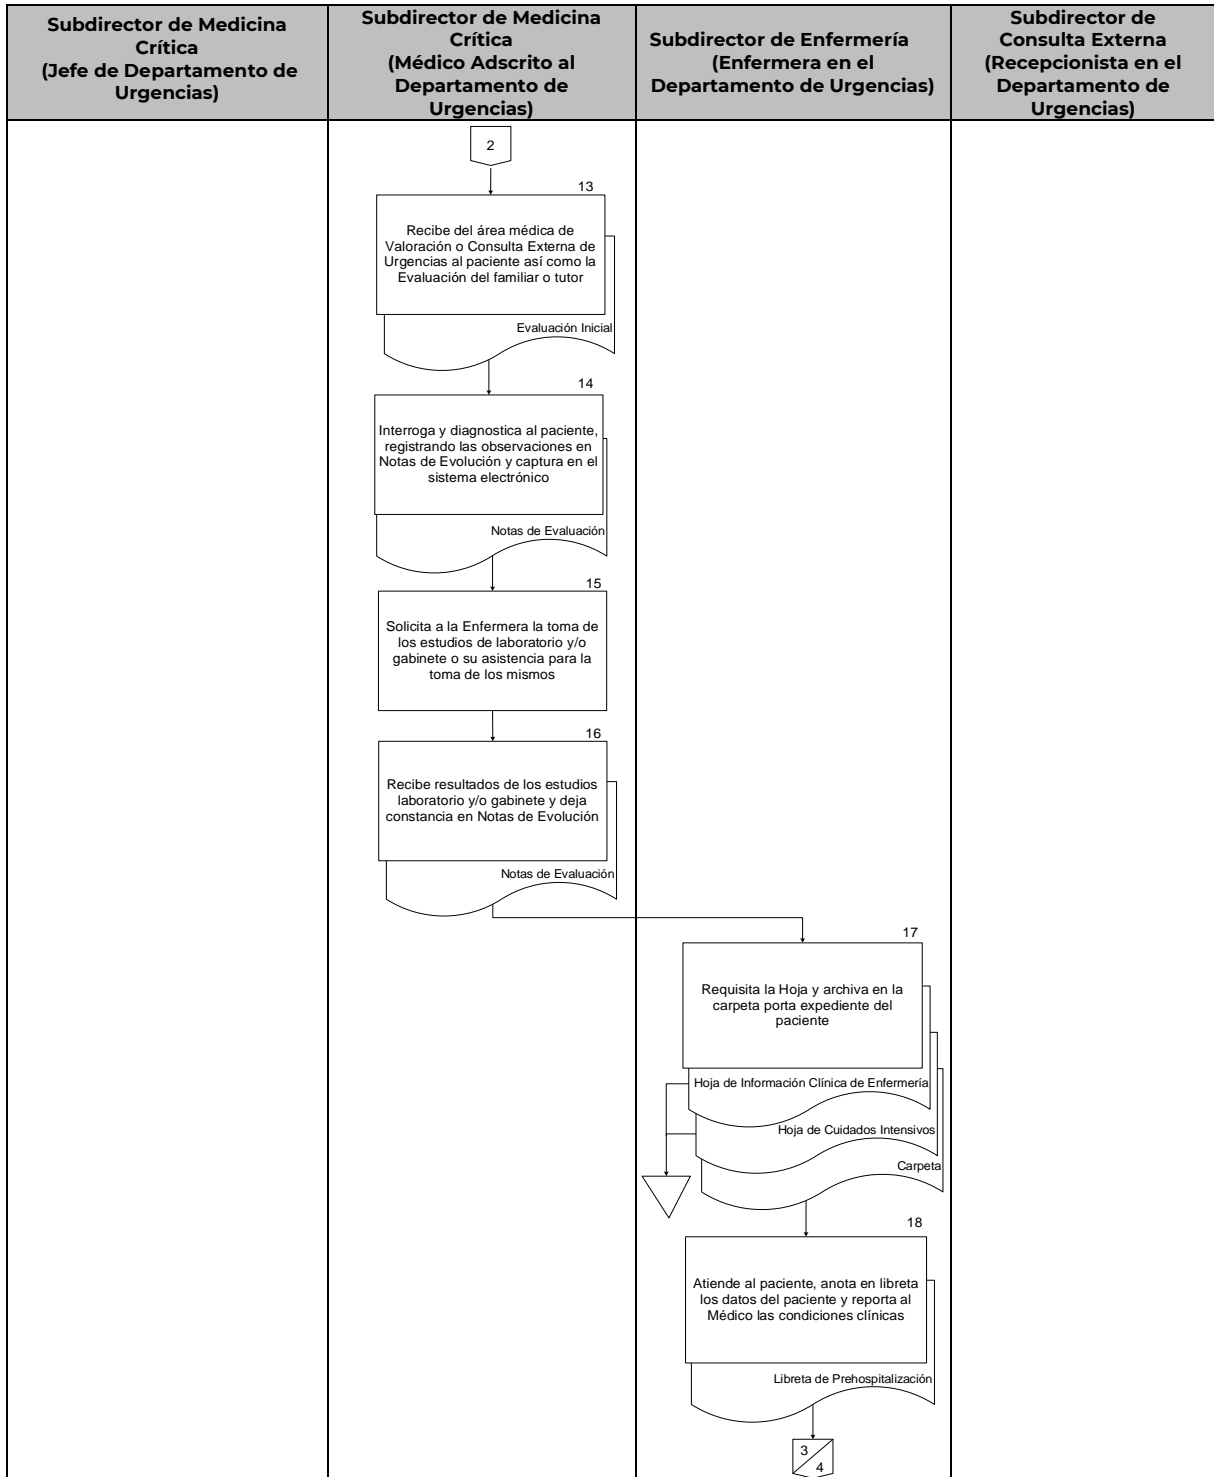 Subdirector de Medicina
Crítica
(Jefe de Departamento de
Urgencias)
Subdirector de Medicina
Crítica
(Médico Adscrito al
Departamento de
Urgencias)
Subdirector de Enfermería
(Enfermera en el
Departamento de Urgencias)
Subdirector de
Consulta Externa
(Recepcionista en el
Departamento de
Urgencias)
2
13
Recibe del área médica de
Valoración o Consulta Externa de
Urgencias al paciente así como la
Evaluación del familiar o tutor
Evaluación Inicial
14
Interroga y diagnostica al paciente,
registrando las observaciones en
Notas de Evolución y captura en el
sistema electrónico
Notas de Evaluación
15
Solicita a la Enfermera la toma de
los estudios de laboratorio y/o
gabinete o su asistencia para la
toma de los mismos
16
Recibe resultados de los estudios
laboratorio y/o gabinete y deja
constancia en Notas de Evolución
Notas de Evaluación
17
Requisita la Hoja y archiva en la
carpeta porta expediente del
paciente
Hoja de Información Clínica de Enfermería
Hoja de Cuidados Intensivos
Carpeta
18
Atiende al paciente, anota en libreta
los datos del paciente y reporta al
Médico las condiciones clínicas
Libreta de Prehospitalización
3
4